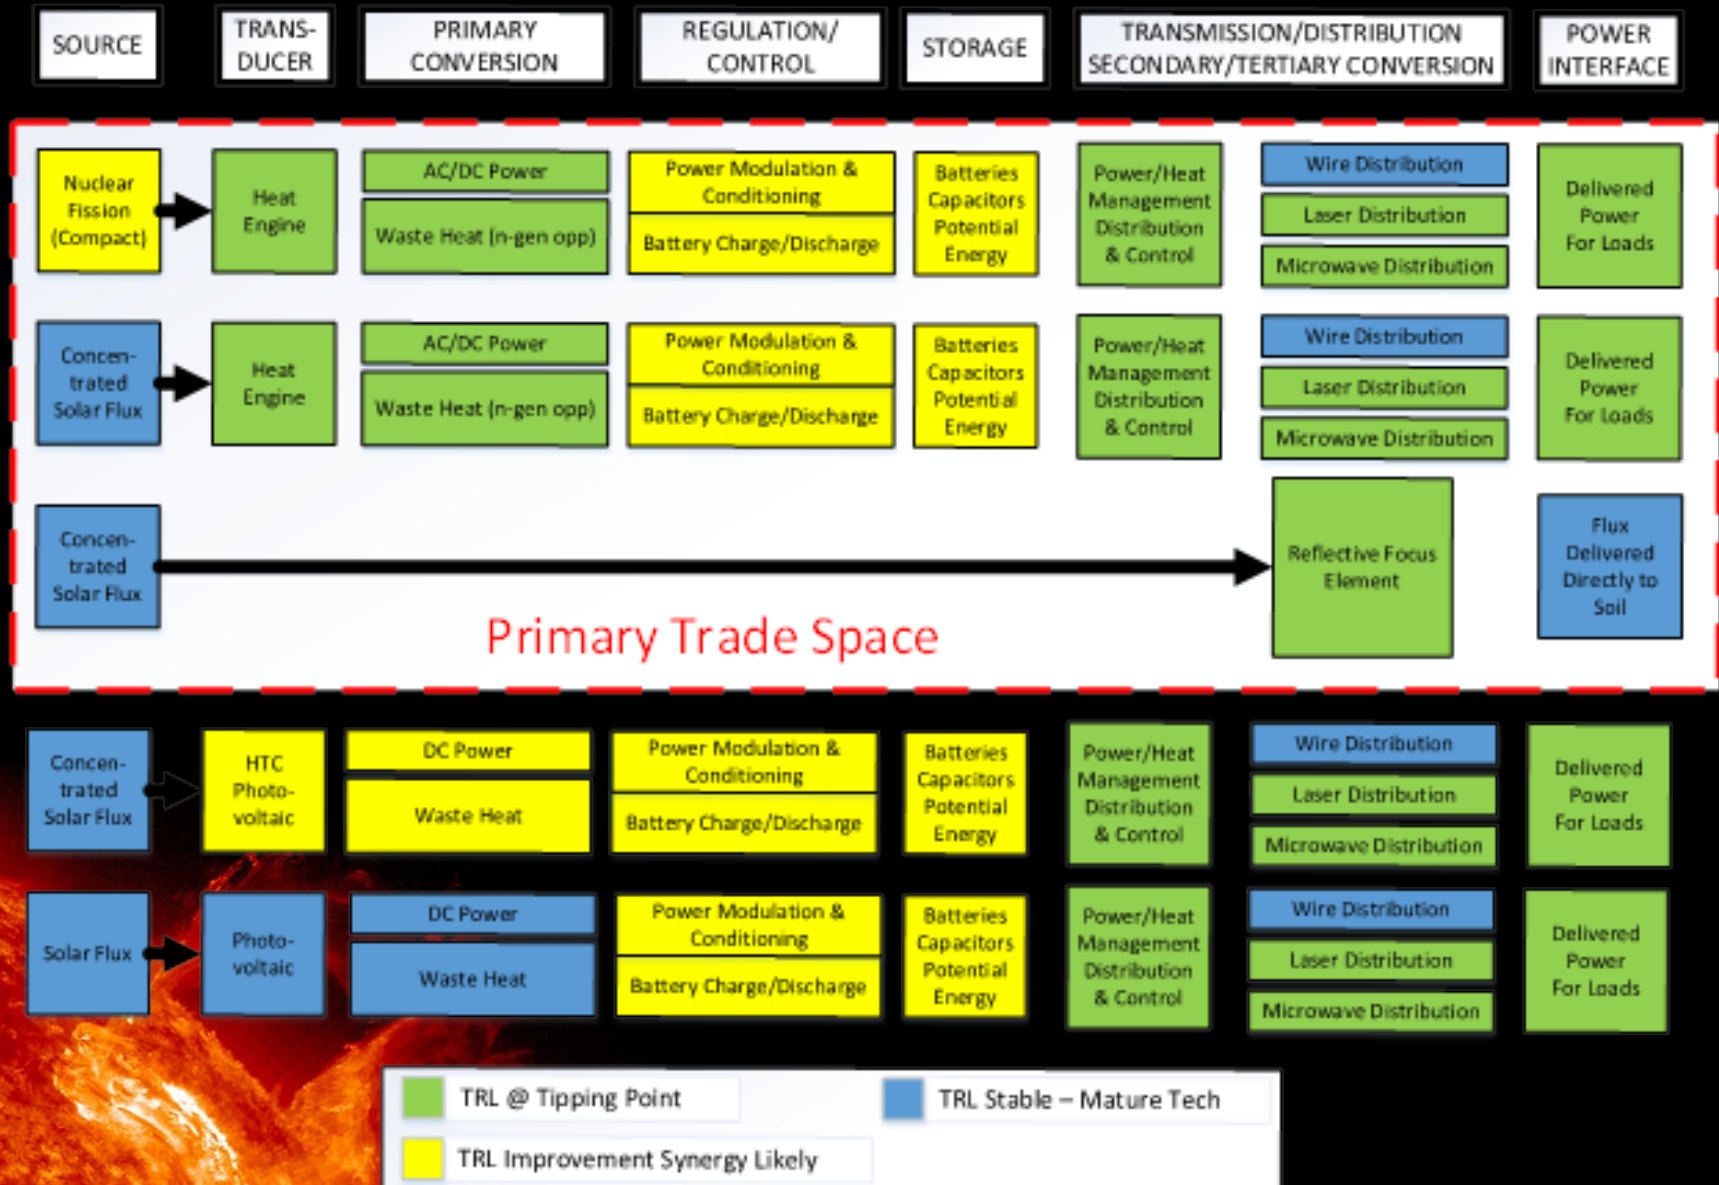 SOURCE
TRANS-
DUCER
PRIMARY
CONVERSION
REGULATION/
CONTROL
STORAGE
TRANSMISSION/DISTRIBUTION
SECONDARY/TERTIARY CONVERSION
POWER
INTERFACE
Nuclear
Fission
(Compact)
Heat
Engine
AC/DC Power
Waste Heat (n-gen opp)
Power Modulation &
Conditioning
Battery Charge/Discharge
Batteries
Capacitors
Potential
Energy
Power/Heat
Management
Distribution
& Control
Wire Distribution
Laser Distribution
Microwave Distribution
Delivered
Power
For Loads
Concen-
trated
Solar Flux
Heat
Engine
AC/DC Power
Waste Heat (n-gen opp)
Power Modulation &
Conditioning
Battery Charge/Discharge
Batteries
Capacitors
Potential
Energy
Power/Heat
Management
Distribution
& Control
Wire Distribution
Laser Distribution
Microwave Distribution
Delivered
Power
For Loads
Concen-
trated
Solar Flux
Reflective Focus
Element
Flux
Delivered
Directly to
Soil
Primary Trade Space
Concen-
trated
Solar Flux
HTC
Photo-
voltaic
DC Power
Waste Heat
Power Modulation &
Conditioning
Battery Charge/Discharge
Batteries
Capacitors
Potential
Energy
Power/Heat
Management
Distribution
& Control
Wire Distribution
Laser Distribution
Microwave Distribution
Delivered
Power
For Loads
Solar Flux
Photo-
voltaic
DC Power
Waste Heat
Power Modulation &
Conditioning
Battery Charge/Discharge
Batteries
Capacitors
Potential
Energy
Power/Heat
Management
Distribution
& Control
Wire Distribution
Laser Distribution
Microwave Distribution
Delivered
Power
For Loads
TRL @ Tipping Point
TRL Stable – Mature Tech
TRL Improvement Synergy Likely